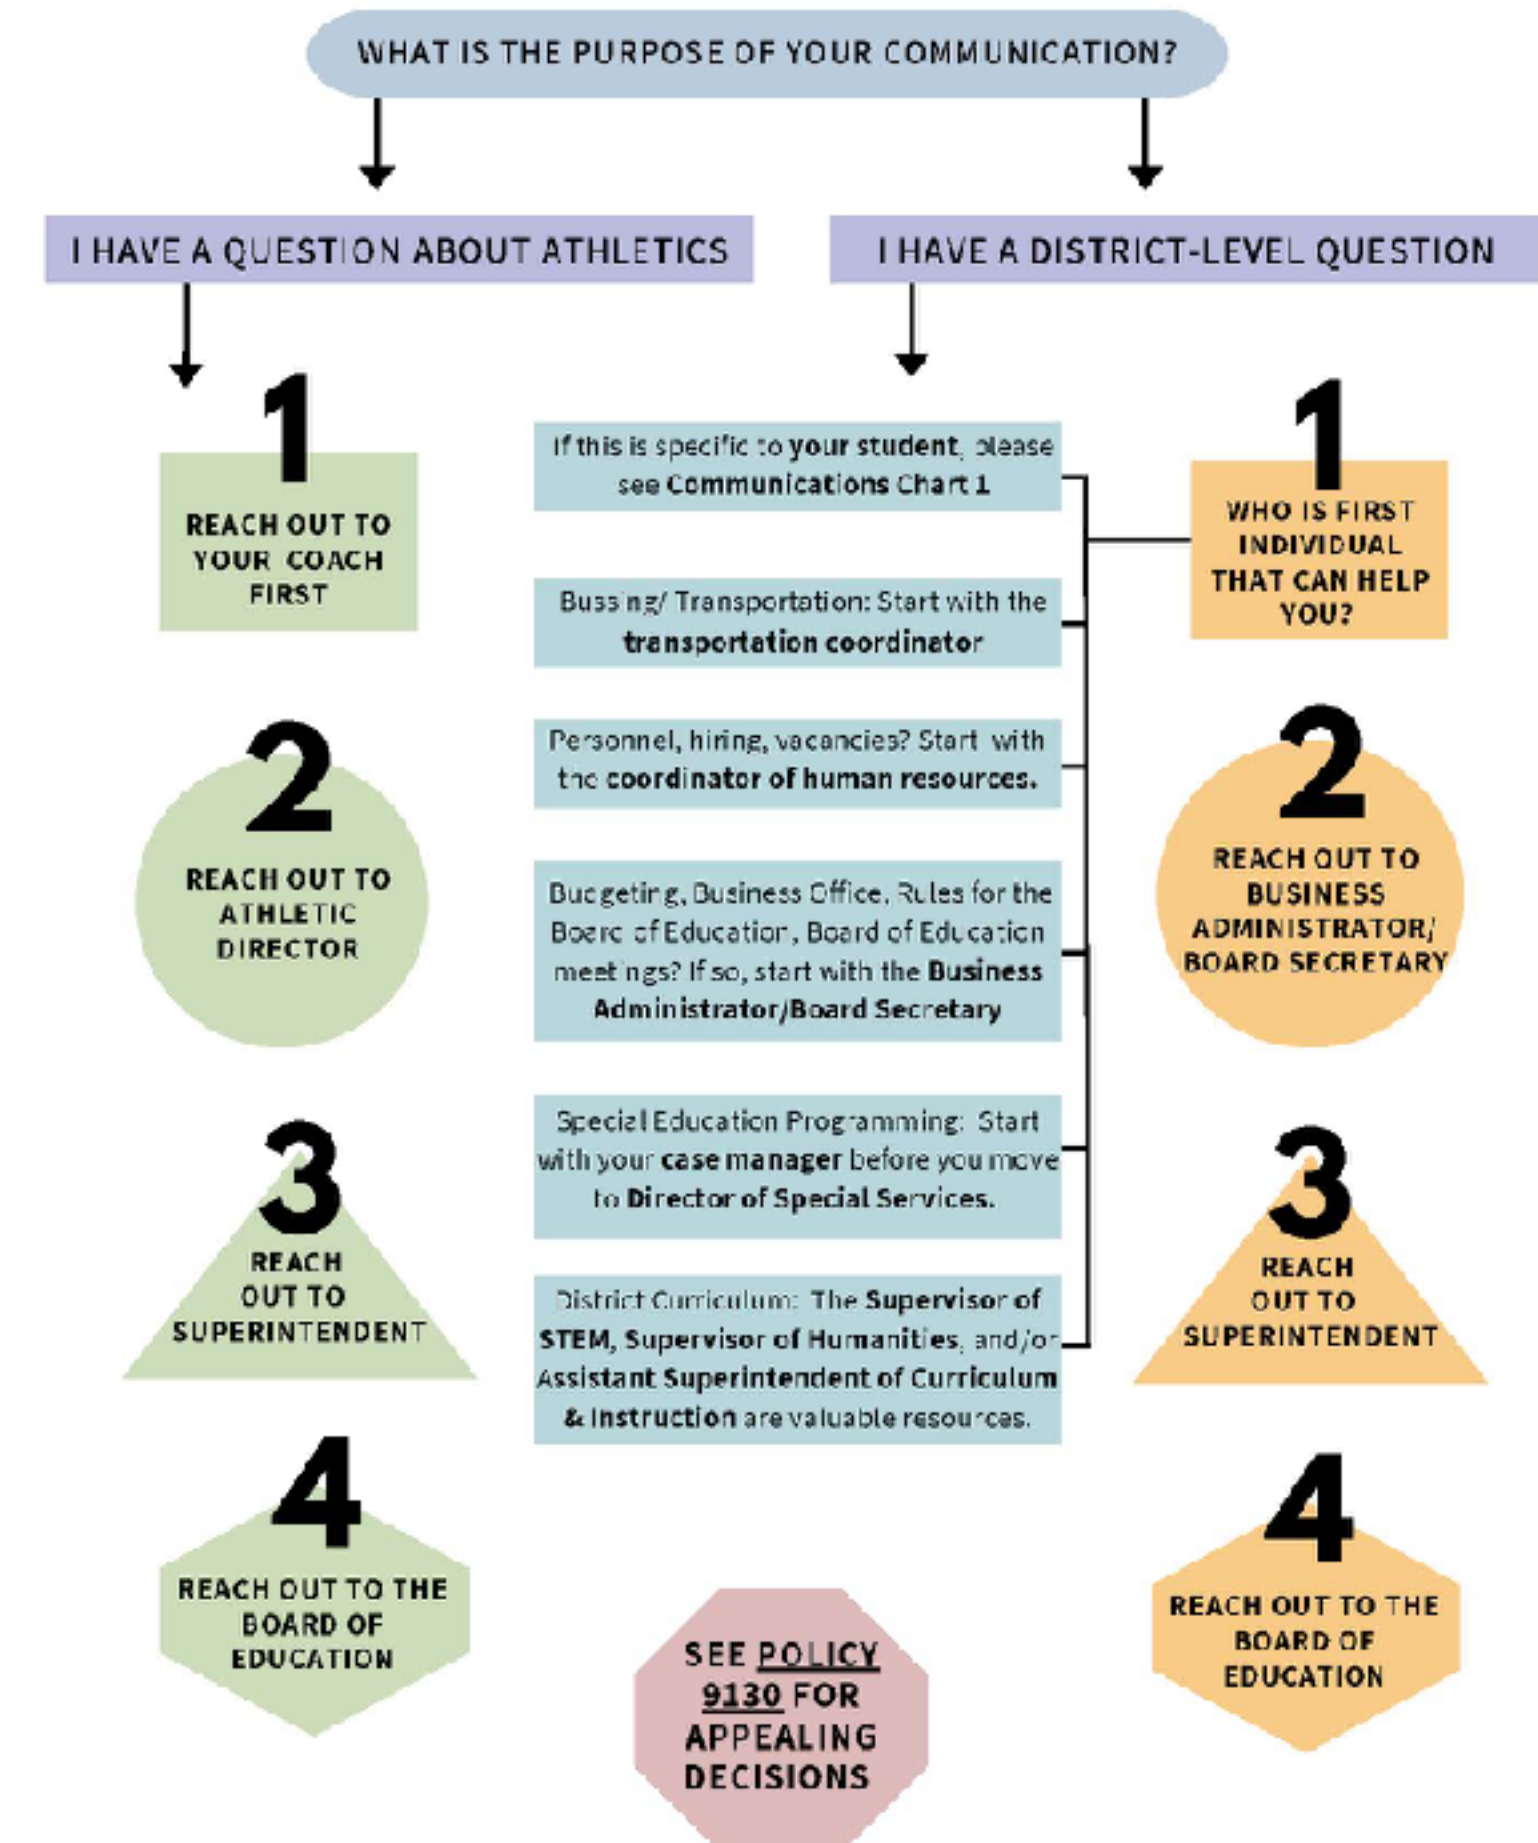 WHAT IS THE PURPOSE OF YOUR COMMUNICATION?
I HAVE A QUESTION ABOUT ATHLETICS
I HAVE A DISTRICT-LEVEL QUESTION
1
REACH OUT TO
YOUR COACH
FIRST
2
REACH OUT TO
ATHLETIC
DIRECTOR
3
REACH
OUT TO
SUPERINTENDENT
4
REACH OUT TO THE
BOARD OF
EDUCATION
If this is specific to your student, please
see Communications Chart 1
Bussing/ Transportation: Start with the
transportation coordinator
Personnel, hiring, vacancies? Start with
the coordinator of human resources.
Budgeting, Business Office, Rules for the
Board of Education, Board of Education
meetings? If so, start with the Business
Administrator/Board Secretary
Special Education Programming: Start
with your case manager before you move
to Director of Special Services.
District Curriculum: The Supervisor of
STEM, Supervisor of Humanities, and/or
Assistant Superintendent of Curriculum
& Instruction are valuable resources.
1
WHO IS FIRST
INDIVIDUAL
THAT CAN HELP
YOU?
2
REACH OUT TO
BUSINESS
ADMINISTRATOR/
BOARD SECRETARY
3
REACH
OUT TO
SUPERINTENDENT
4
REACH OUT TO THE
BOARD OF
EDUCATION
SEE POLICY
9130 FOR
APPEALING
DECISIONS